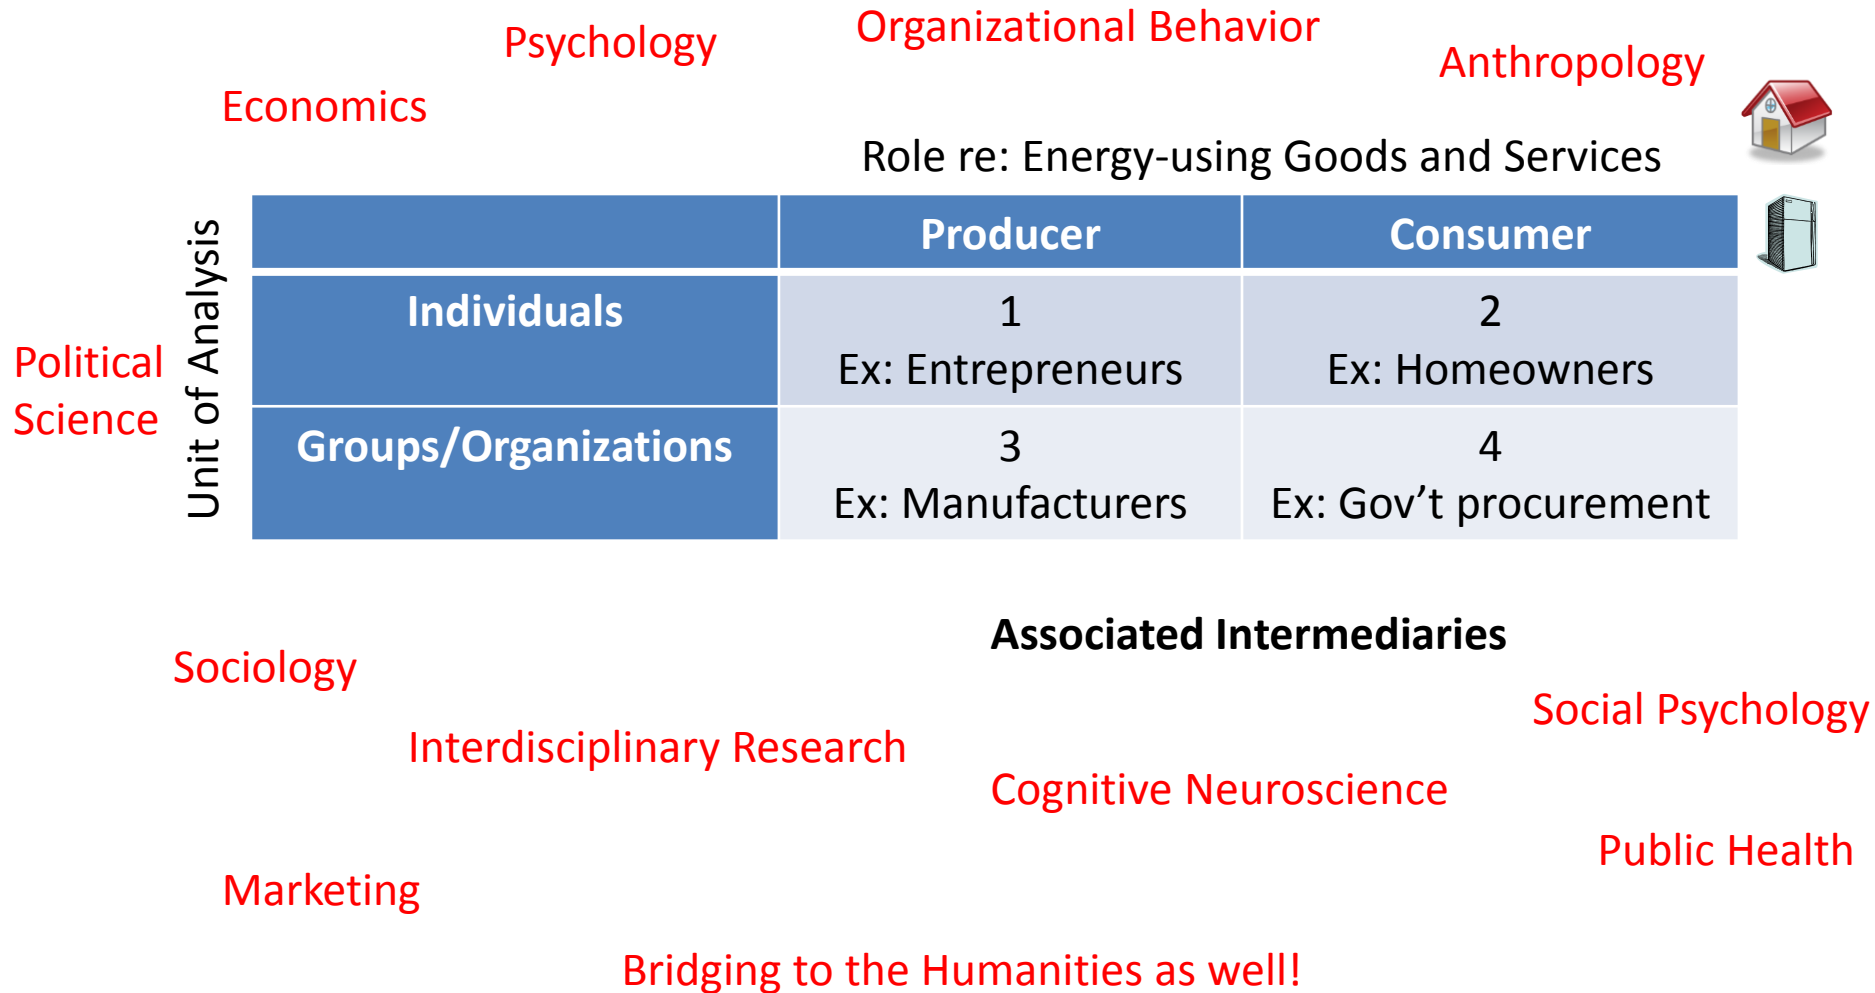 Organizational Behavior
Psychology
Anthropology
Economics
Role re: Energy-using Goods and Services
Unit of Analysis
Producer
Consumer
Individuals
1
Ex: Entrepreneurs
2
Ex: Homeowners
Political
Science
Groups/Organizations
3
Ex: Manufacturers
4
Ex: Gov’t procurement
Associated Intermediaries
Sociology
Social Psychology
Interdisciplinary Research
Cognitive Neuroscience
Public Health
Marketing
Bridging to the Humanities as well!